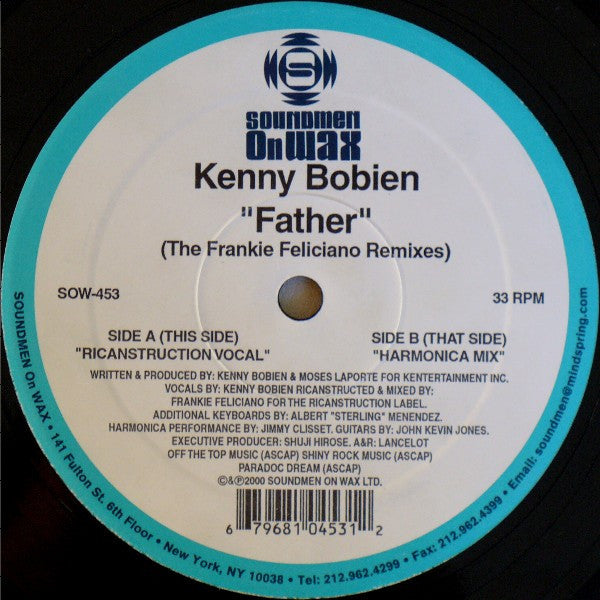 S
SOUNDMEN
On WAX
Kenny Bobien
"Father"
(The Frankie Feliciano Remixes)
SOW-453
33 RPM
SIDE A (THIS SIDE)
"RICANSTRUCTION VOCAL"
SIDE B (THAT SIDE)
"HARMONICA MIX"
WRITTEN & PRODUCED BY: KENNY BOBIEN & MOSES LAPORTE FOR KENTERTAINMENT INC.
VOCALS BY: KENNY BOBIEN RICANSTRUCTED & MIXED BY:
FRANKIE FELICIANO FOR THE RICANSTRUCTION LABEL.
ADDITIONAL KEYBOARDS BY: ALBERT "STERLING" MENENDEZ.
HARMONICA PERFORMANCE BY: JIMMY CLISSET. GUITARS BY: JOHN KEVIN JONES.
EXECUTIVE PRODUCER: SHUJI HIROSE. A&R: LANCELOT
OFF THE TOP MUSIC (ASCAP) SHINY ROCK MUSIC (ASCAP)
PARADOC DREAM (ASCAP)
©&℗2000 SOUNDMEN ON WAX LTD.
6 79681 04531 2
SOUNDMEN On WAX • 141 Fulton St. 6th Floor • New York, NY 10038 • Tel: 212.962.4299 • Fax: 212.962.4399 • Email: soundmen@mindspring.com